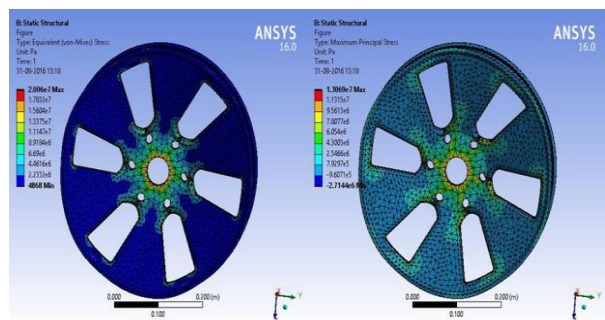 B: Static Structural
Figure
Type: Equivalent (von-Mises) Stress
Unit: Pa
Time: 1
31-08-2016 13:18
2.006e7 Max
1.7832e7
1.5604e7
1.3375e7
1.1147e7
8.9184e6
6.69e6
4.4616e6
2.2332e6
4868 Min
ANSYS
16.0
0.000
0.200 (m)
0.100
Y
B: Static Structural
Figure
Type: Maximum Principal Stress
Unit: Pa
Time: 1
31-08-2016 13:18
1.3069e7 Max
1.1315e7
9.5613e6
7.8077e6
6.054e6
4.3003e6
2.5466e6
7.9297e5
-9.6071e5
-2.7144e6 Min
ANSYS
16.0
0.000
0.200 (m)
0.100
Y